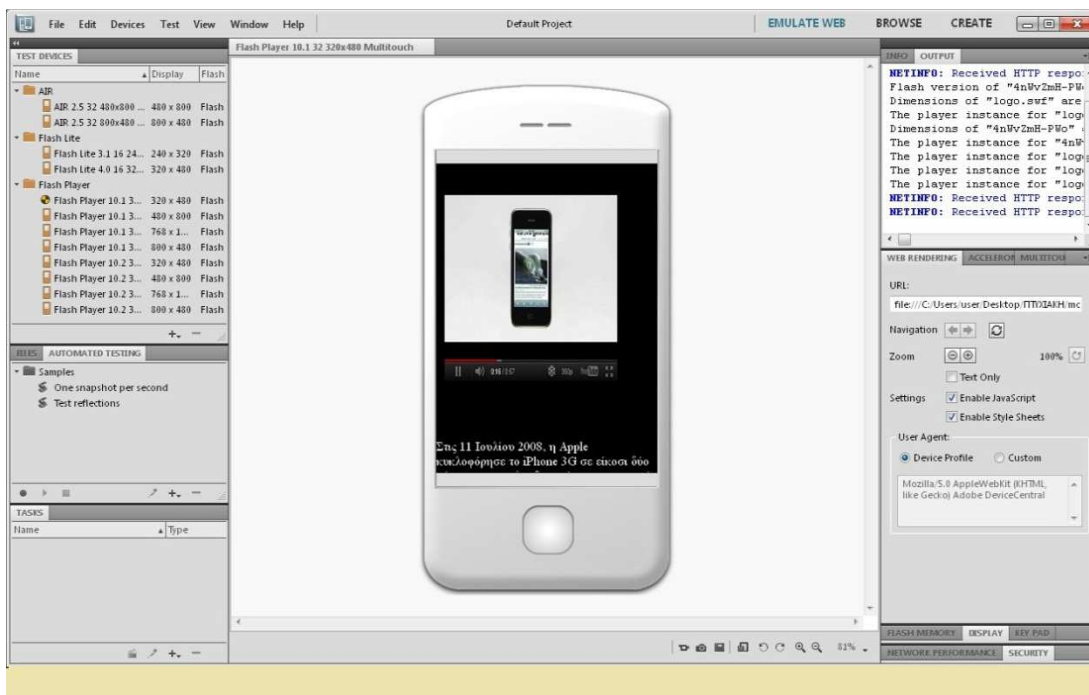 File Edit Devices Test View Window Help
Default Project
EMULATE WEB BROWSE CREATE
TEST DEVICES
Name Display Flash
AIR
AIR 2.5 32 480x800 ... 480 x 800 Flash
AIR 2.5 32 800x480 ... 800 x 480 Flash
Flash Lite
Flash Lite 3.1 16 24... 240 x 320 Flash
Flash Lite 4.0 16 32... 320 x 480 Flash
Flash Player
Flash Player 10.1 3... 320 x 480 Flash
Flash Player 10.1 3... 480 x 800 Flash
Flash Player 10.1 3... 768 x 1... Flash
Flash Player 10.1 3... 800 x 480 Flash
Flash Player 10.2 3... 320 x 480 Flash
Flash Player 10.2 3... 480 x 800 Flash
Flash Player 10.2 3... 768 x 1... Flash
Flash Player 10.2 3... 800 x 480 Flash
FILES AUTOMATED TESTING
Samples
One snapshot per second
Test reflections
TASKS
Name Type
Flash Player 10.1 32 320x480 Multitouch
0:16
360p
Στις 11 Ιουλίου 2008, η Apple
κυκλοφόρησε το iPhone 3G σε είκοσι δύο
81%
INFO OUTPUT
NETINFO: Received HTTP respo
Flash version of "4nWvZmH-PW
Dimensions of "logo.swf" are
The player instance for "log
Dimensions of "4nWvZmH-PWo"
The player instance for "4nW
The player instance for "log
The player instance for "log
The player instance for "log
NETINFO: Received HTTP respo
NETINFO: Received HTTP respo
WEB RENDERING ACCELEROM MULTITOU
URL:
file:///C:/Users/user/Desktop/ΠΤΥΧΙΑΚΗ/mc
Navigation
Zoom 100%
Text Only
Settings Enable JavaScript
Enable Style Sheets
User Agent:
Device Profile Custom
Mozilla/5.0 AppleWebKit (KHTML,
like Gecko) Adobe DeviceCentral
FLASH MEMORY DISPLAY KEY PAD
NETWORK PERFORMANCE SECURITY